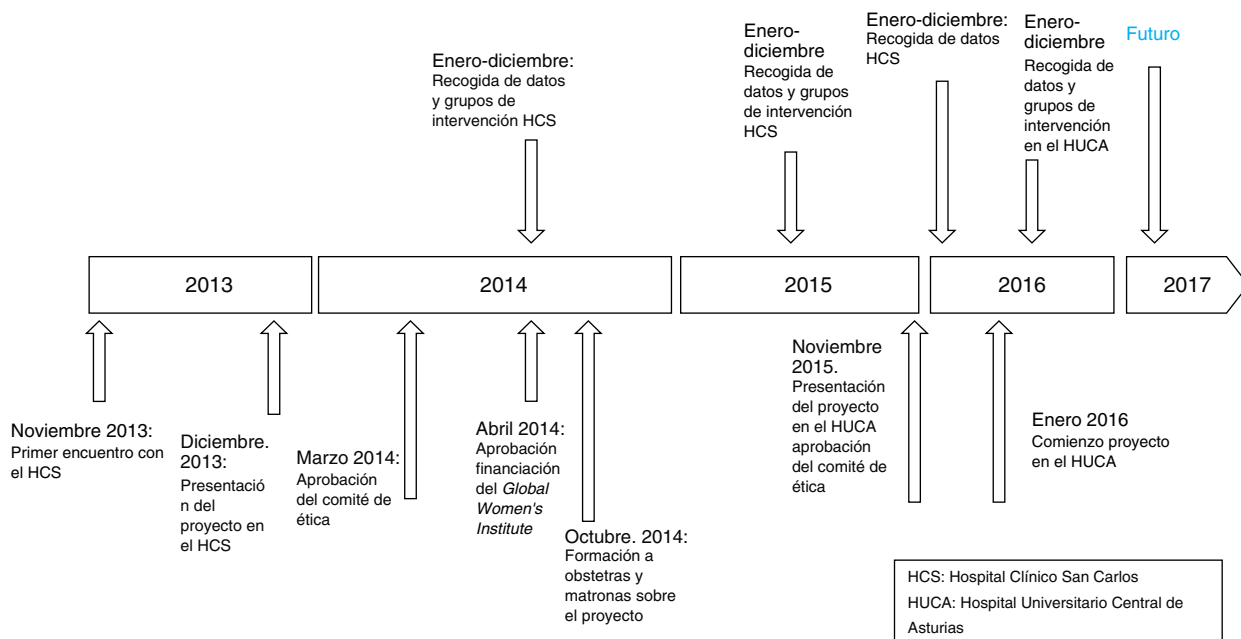 Enero-diciembre:
Recogida de datos
y grupos de
intervención HCS
Enero-
diciembre
Recogida de
datos y grupos
de intervención
HCS
Enero-diciembre:
Recogida de datos
HCS
Enero-
diciembre
Recogida de
datos y
grupos de
intervención
en el HUCA
Futuro
2013
2014
2015
2016
2017
Noviembre 2013:
Primer encuentro con
el HCS
Diciembre.
2013:
Presentació
n del
proyecto en
el HCS
Marzo 2014:
Aprobación
del comité de
ética
Abril 2014:
Aprobación
financiación
del Global
Women's
Institute
Octubre. 2014:
Formación a
obstetras y
matronas sobre
el proyecto
Noviembre
2015.
Presentación
del proyecto
en el HUCA
aprobación
del comité de
ética
Enero 2016
Comienzo proyecto
en el HUCA
HCS: Hospital Clínico San Carlos
HUCA: Hospital Universitario Central de
Asturias